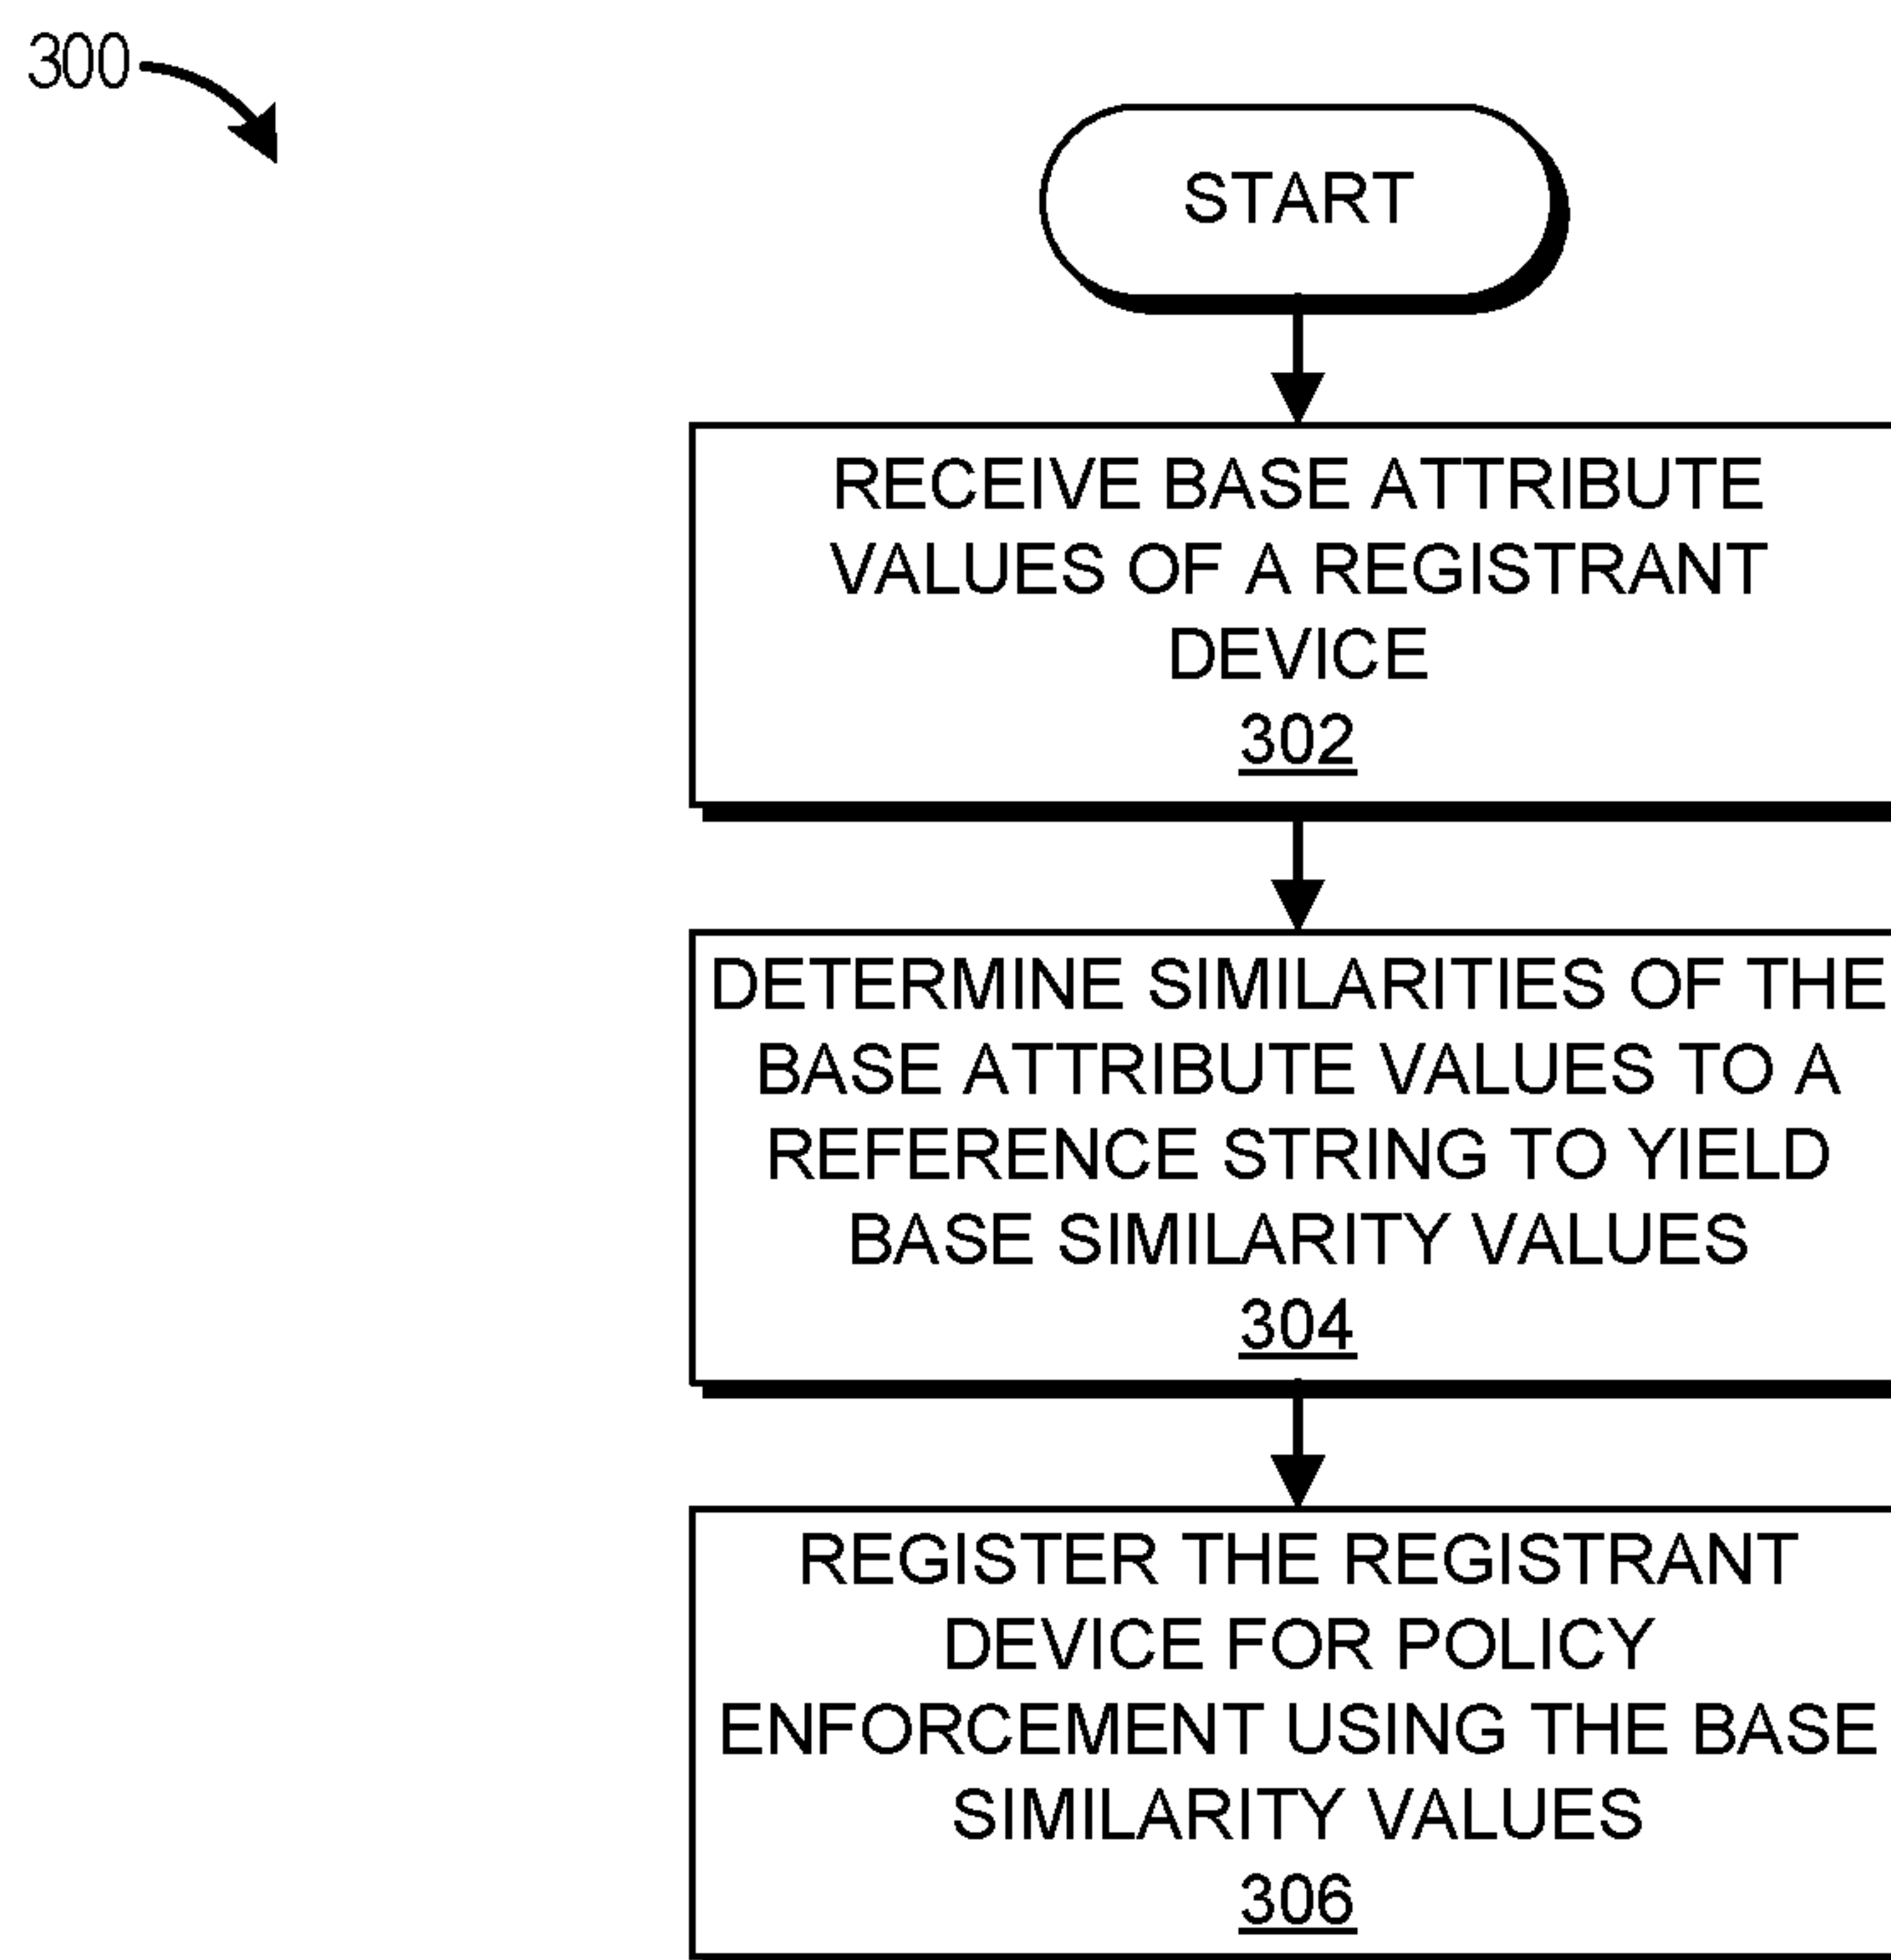 300
START
RECEIVE BASE ATTRIBUTE
VALUES OF A REGISTRANT
DEVICE
302
DETERMINE SIMILARITIES OF THE
BASE ATTRIBUTE VALUES TO A
REFERENCE STRING TO YIELD
BASE SIMILARITY VALUES
304
REGISTER THE REGISTRANT
DEVICE FOR POLICY
ENFORCEMENT USING THE BASE
SIMILARITY VALUES
306